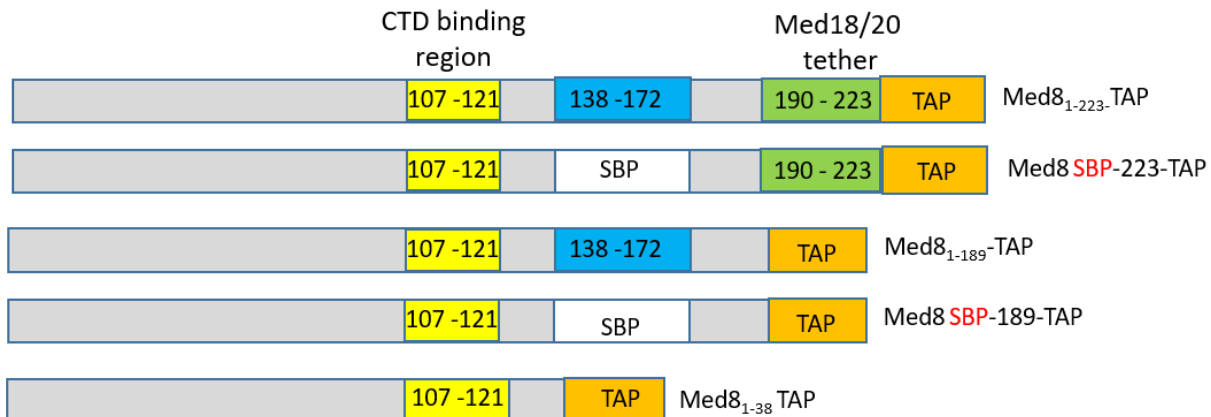 CTD binding
region
Med18/20
tether
107 -121 138 -172 190 - 223 TAP Med8₁₋₂₂₃₋TAP
107 -121 SBP 190 - 223 TAP Med8 SBP-223-TAP
107 -121 138 -172 TAP Med8₁₋₁₈₉-TAP
107 -121 SBP TAP Med8 SBP-189-TAP
107 -121 TAP Med8₁₋₃₈ TAP